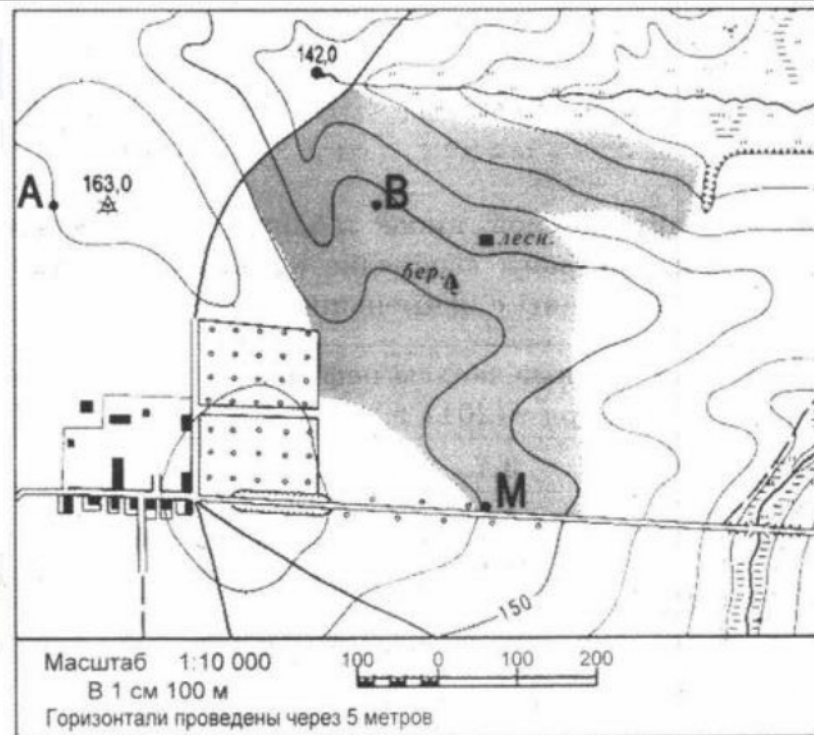 142,0
A 163,0
B
лесн.
бер.
M
150
Масштаб 1:10 000
В 1 см 100 м
100 0 100 200
Горизонтали проведены через 5 метров